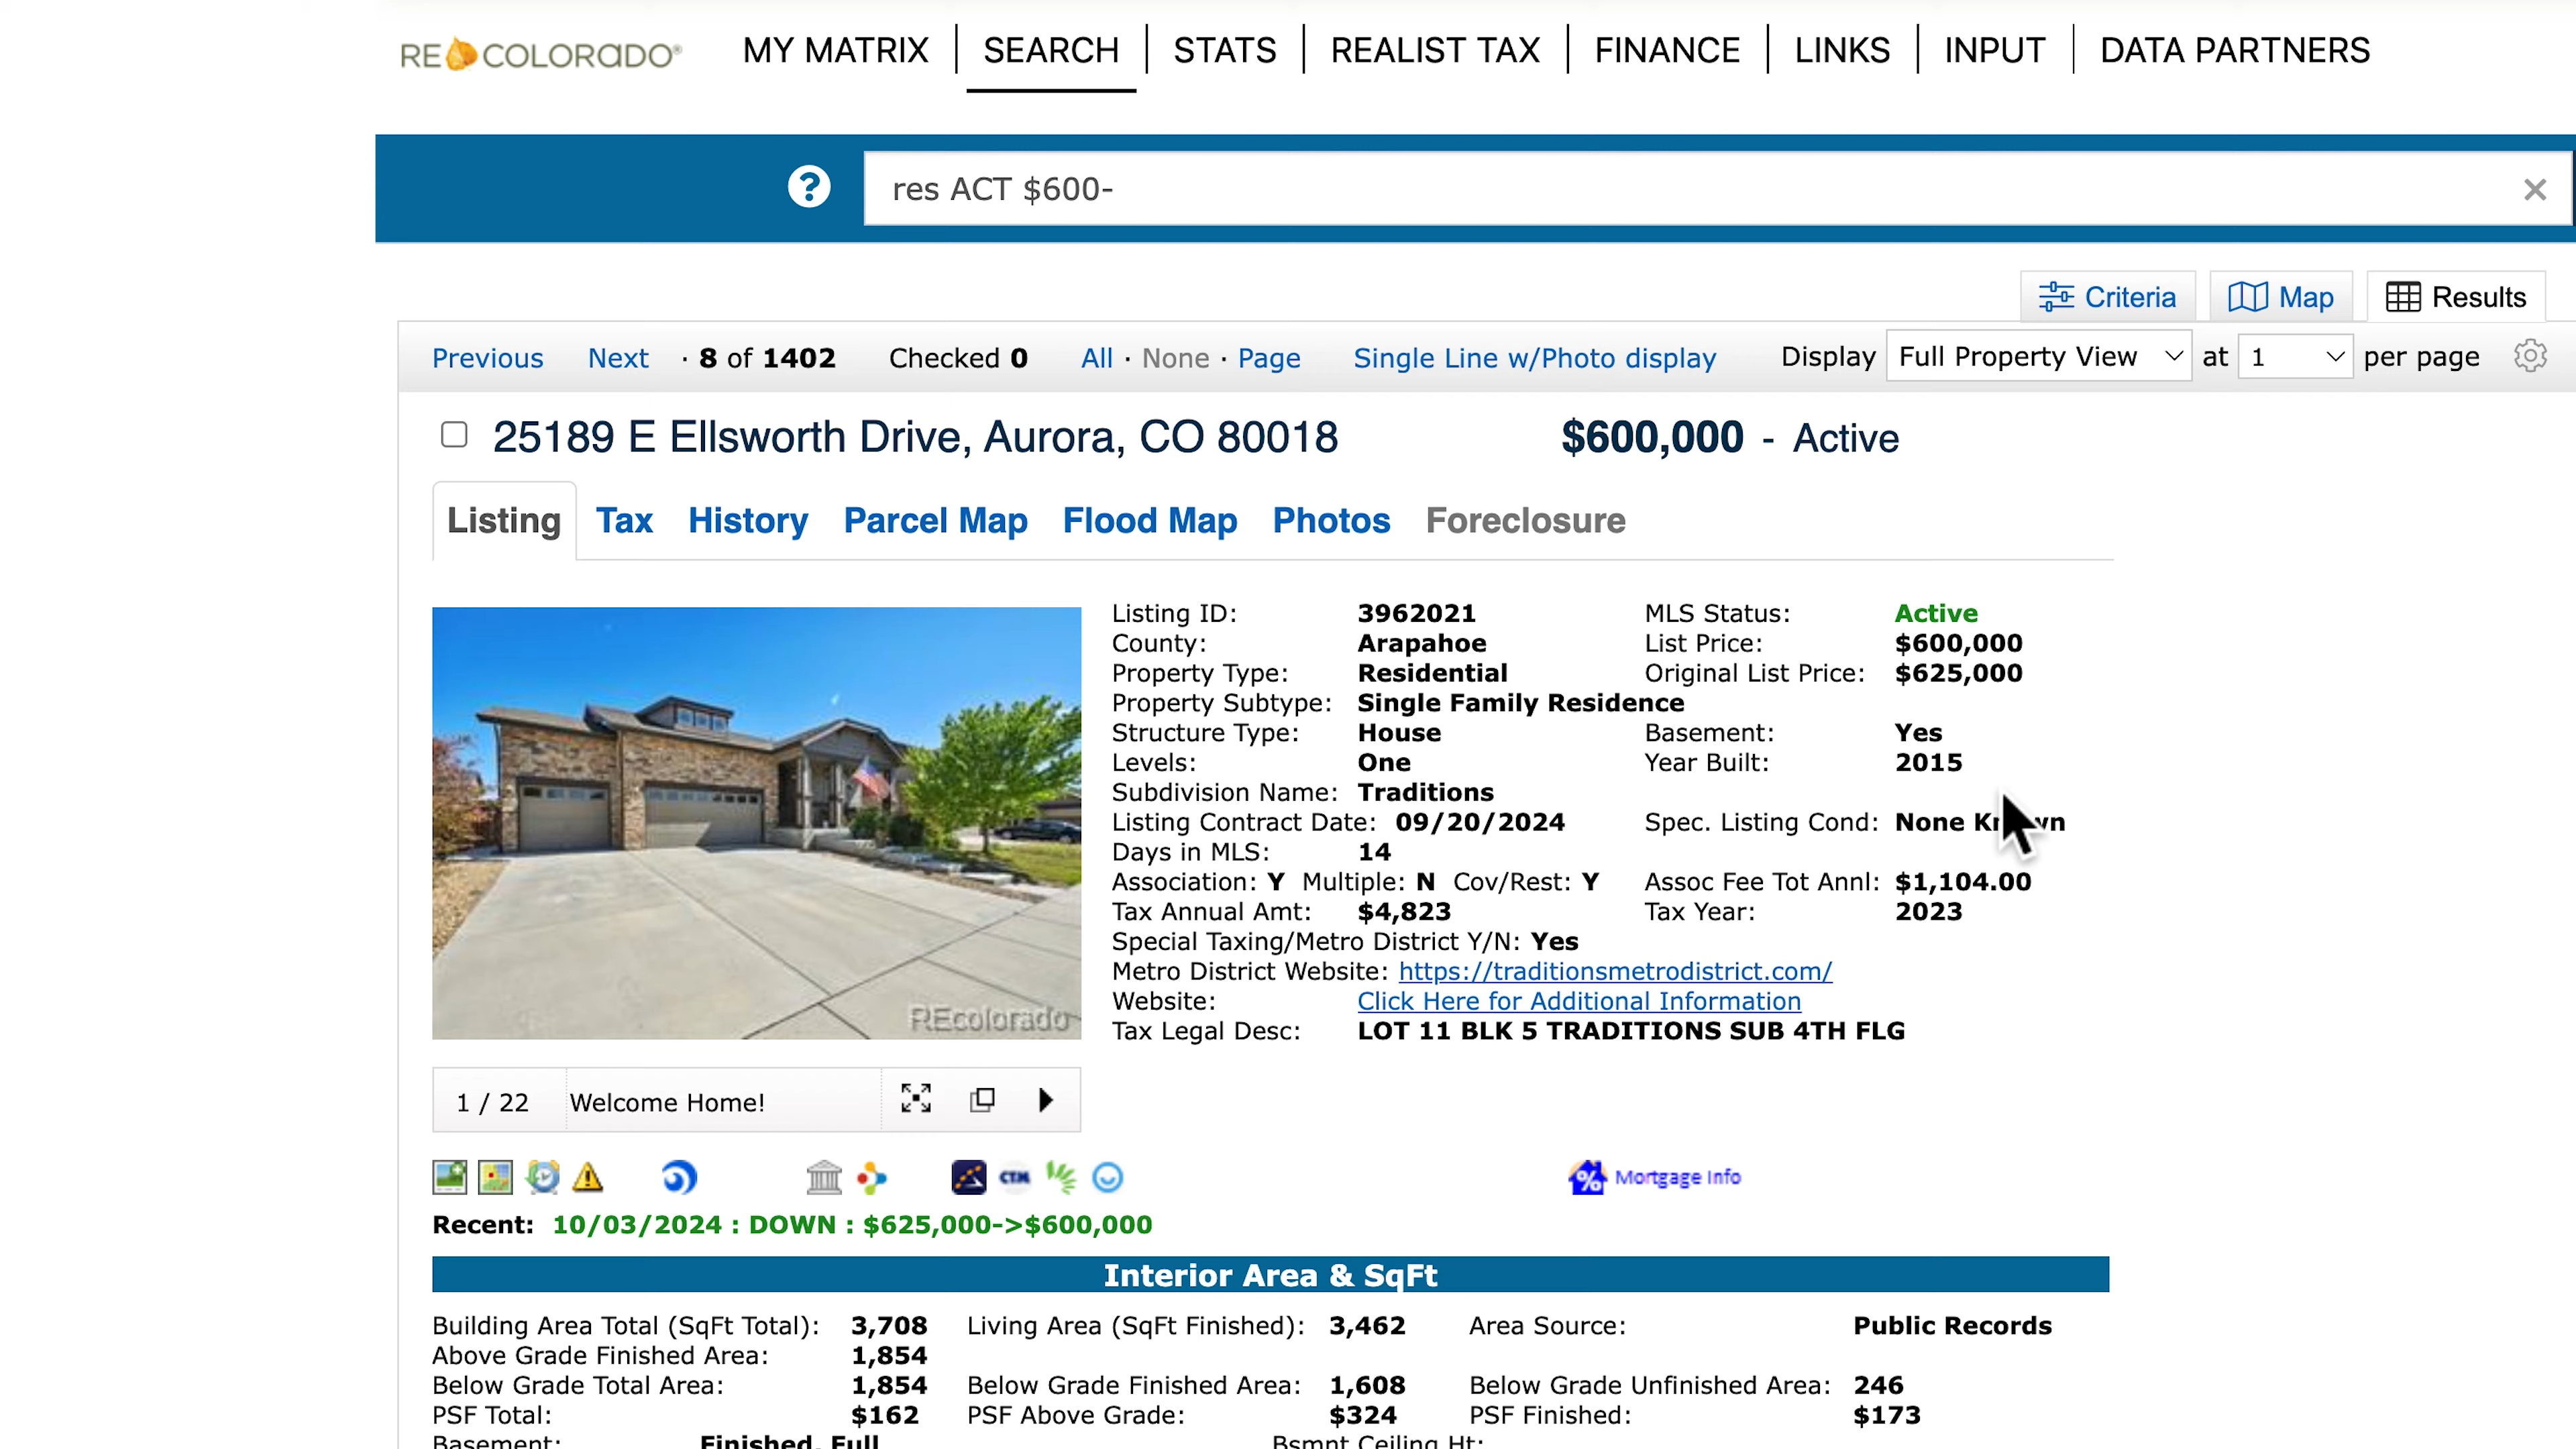 RECOLORADO®
MY MATRIX | SEARCH | STATS | REALIST TAX | FINANCE | LINKS | INPUT | DATA PARTNERS
? res ACT $600- ×
Criteria Map Results
Previous Next · 8 of 1402 Checked 0 All · None · Page Single Line w/Photo display Display Full Property View at 1 per page
25189 E Ellsworth Drive, Aurora, CO 80018 $600,000 - Active
Listing Tax History Parcel Map Flood Map Photos Foreclosure
Listing ID: 3962021 MLS Status: Active
County: Arapahoe List Price: $600,000
Property Type: Residential Original List Price: $625,000
Property Subtype: Single Family Residence
Structure Type: House Basement: Yes
Levels: One Year Built: 2015
Subdivision Name: Traditions
Listing Contract Date: 09/20/2024 Spec. Listing Cond: None
Days in MLS: 14
Association: Y Multiple: N Cov/Rest: Y Assoc Fee Tot Annl: $1,104.00
Tax Annual Amt: $4,823 Tax Year: 2023
Special Taxing/Metro District Y/N: Yes
Metro District Website: https://traditionsmetrodistrict.com/
Website: Click Here for Additional Information
Tax Legal Desc: LOT 11 BLK 5 TRADITIONS SUB 4TH FLG
REcolorado
1 / 22 Welcome Home!
CTM % Mortgage Info
Recent: 10/03/2024 : DOWN : $625,000->$600,000
Interior Area & SqFt
Building Area Total (SqFt Total): 3,708 Living Area (SqFt Finished): 3,462 Area Source: Public Records
Above Grade Finished Area: 1,854
Below Grade Total Area: 1,854 Below Grade Finished Area: 1,608 Below Grade Unfinished Area: 246
PSF Total: $162 PSF Above Grade: $324 PSF Finished: $173
Basement: Finished, Full Bsmnt Ceiling Ht: